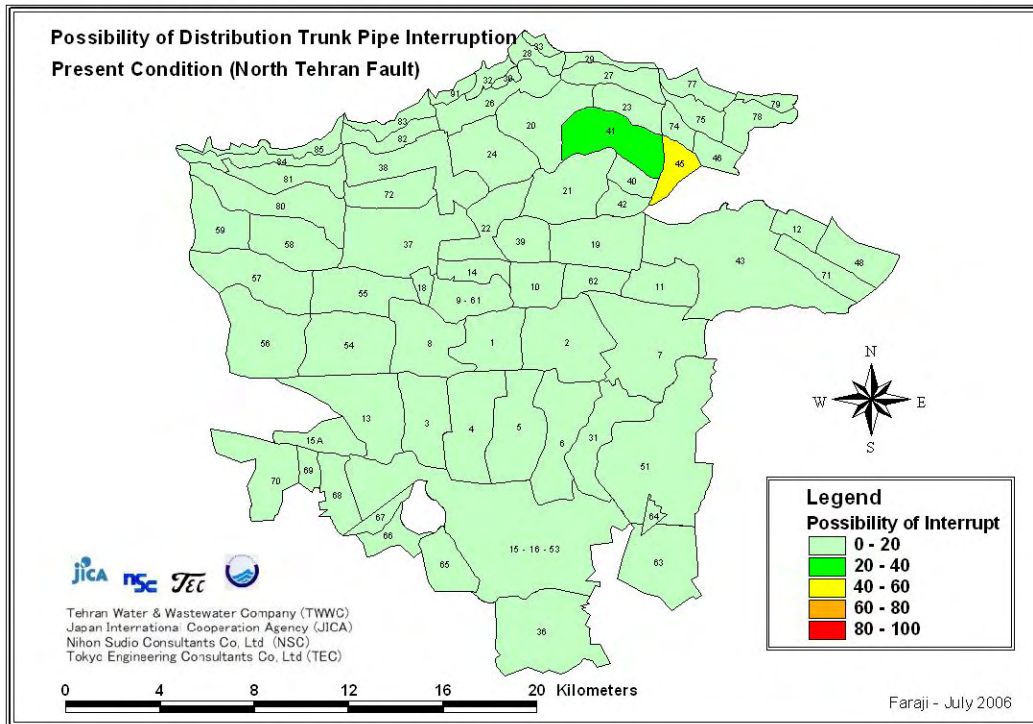 Possibility of Distribution Trunk Pipe Interruption
Present Condition (North Tehran Fault)
33
28
29
32
30
27
77
91
26
23
79
83
20
75
78
82
41
74
85
24
45
46
84
38
40
81
72
21
42
80
59
58
37
22
39
19
12
43
48
71
57
14
55
18
9 - 61
10
62
11
56
54
8
1
2
7
N
W
E
S
13
3
4
5
6
31
15A
51
70
69
68
67
66
64
15 - 16 - 53
65
63
36
Legend
Possibility of Interrupt
0 - 20
20 - 40
40 - 60
60 - 80
80 - 100
JICA
nsc
TEC
Tehran Water & Wastewater Company (TWWC)
Japan International Cooperation Agency (JICA)
Nihon Sudio Consultants Co, Ltd (NSC)
Tokyo Engineering Consultants Co, Ltd (TEC)
0 4 8 12 16 20 Kilometers
Faraji - July 2006